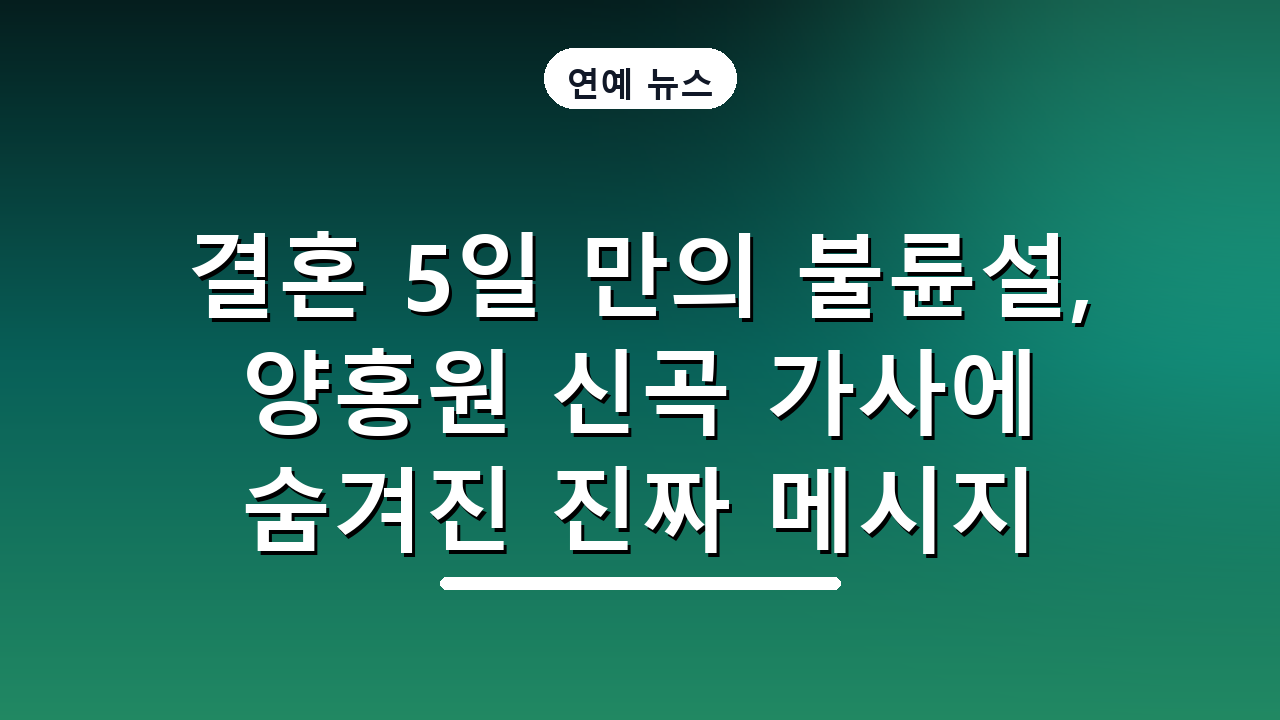 연예 뉴스
결혼 5일 만의 불륜설,
양홍원 신곡 가사에
숨겨진 진짜 메시지